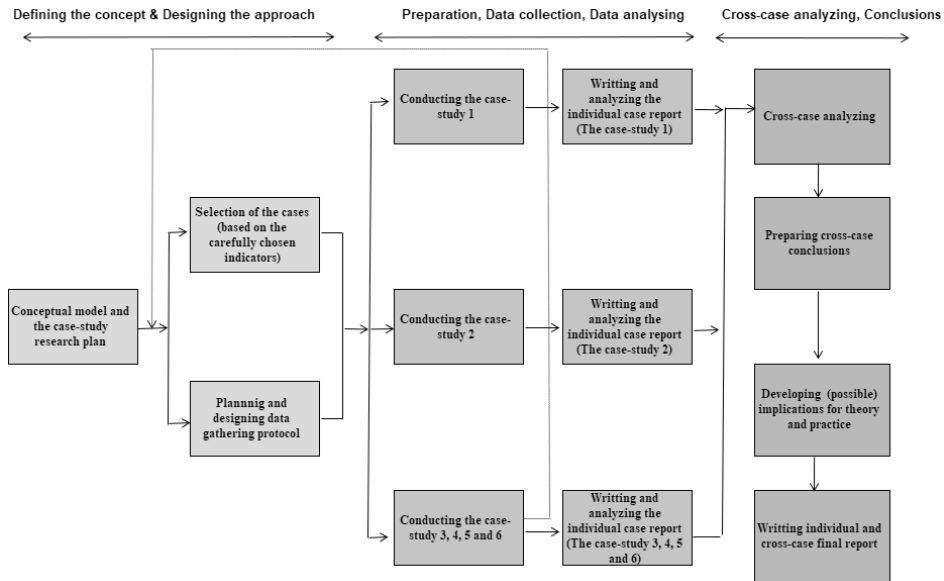 Defining the concept & Designing the approach
Preparation, Data collection, Data analysing
Cross-case analyzing, Conclusions
Conceptual model and
the case-study
research plan
Selection of the cases
(based on the
carefully chosen
indicators)
Plannnig and
designing data
gathering protocol
Conducting the case-
study 1
Writting and
analyzing the
individual case report
(The case-study 1)
Conducting the case-
study 2
Writting and
analyzing the
individual case report
(The case-study 2)
Conducting the case-
study 3, 4, 5 and 6
Writting and
analyzing the
individual case report
(The case-study 3, 4, 5
and 6)
Cross-case analyzing
Preparing cross-case
conclusions
Developing (possible)
implications for theory
and practice
Writting individual and
cross-case final report